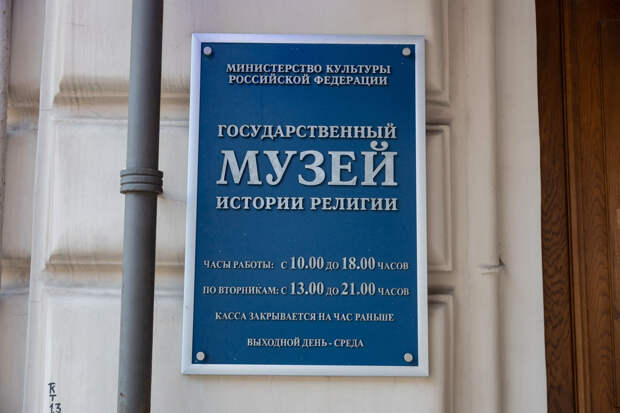 МИНИСТЕРСТВО КУЛЬТУРЫ
РОССИЙСКОЙ ФЕДЕРАЦИИ
ГОСУДАРСТВЕННЫЙ
МУЗЕЙ
ИСТОРИИ РЕЛИГИИ
ЧАСЫ РАБОТЫ: С 10.00 ДО 18.00 ЧАСОВ
ПО ВТОРНИКАМ: С 13.00 ДО 21.00 ЧАСОВ
КАССА ЗАКРЫВАЕТСЯ НА ЧАС РАНЬШЕ
ВЫХОДНОЙ ДЕНЬ - СРЕДА